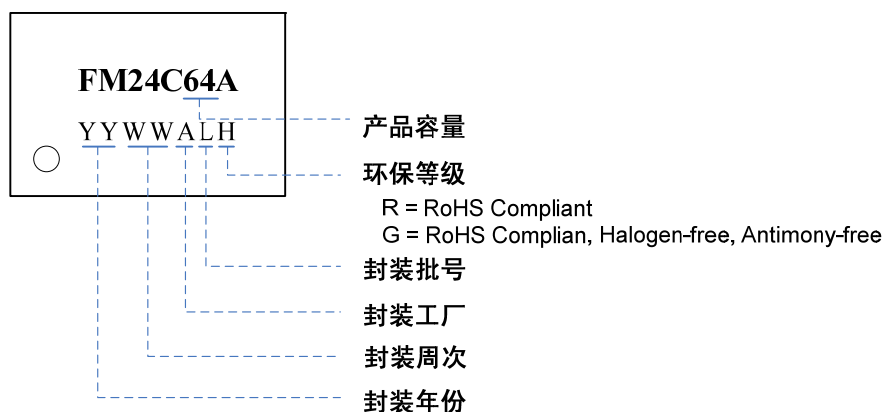 FM24C64A
YYWWALH
产品容量
环保等级
R = RoHS Compliant
G = RoHS Complian, Halogen-free, Antimony-free
封装批号
封装工厂
封装周次
封装年份